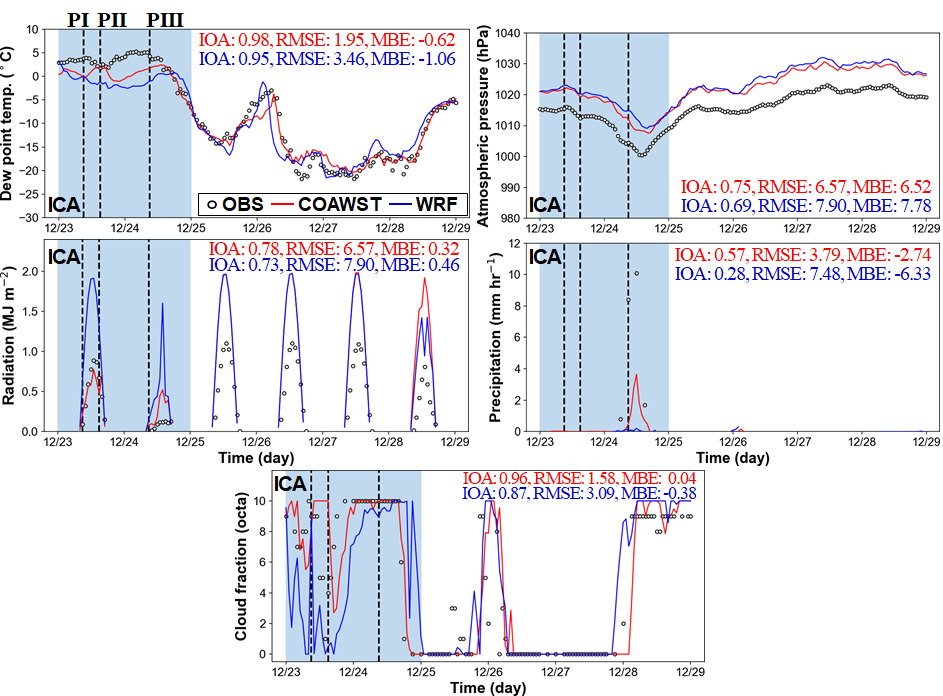 PI PII PIII
Dew point temp. ( °C)
10
5
0
−5
−10
−15
−20
−25
−30
IOA: 0.98, RMSE: 1.95, MBE: -0.62
IOA: 0.95, RMSE: 3.46, MBE: -1.06
ICA
OBS COAWST WRF
12/23 12/24 12/25 12/26 12/27 12/28 12/29
Atmospheric pressure (hPa)
1040
1030
1020
1010
1000
990
980
IOA: 0.75, RMSE: 6.57, MBE: 6.52
IOA: 0.69, RMSE: 7.90, MBE: 7.78
ICA
12/23 12/24 12/25 12/26 12/27 12/28 12/29
Radiation (MJ m⁻²)
2.0
1.5
1.0
0.5
0.0
ICA
IOA: 0.78, RMSE: 6.57, MBE: 0.32
IOA: 0.73, RMSE: 7.90, MBE: 0.46
12/23 12/24 12/25 12/26 12/27 12/28 12/29
Time (day)
Precipitation (mm hr⁻¹)
12
10
8
6
4
2
0
ICA
IOA: 0.57, RMSE: 3.79, MBE: -2.74
IOA: 0.28, RMSE: 7.48, MBE: -6.33
12/23 12/24 12/25 12/26 12/27 12/28 12/29
Time (day)
Cloud fraction (octa)
10
8
6
4
2
0
ICA
IOA: 0.96, RMSE: 1.58, MBE: 0.04
IOA: 0.87, RMSE: 3.09, MBE: -0.38
12/23 12/24 12/25 12/26 12/27 12/28 12/29
Time (day)